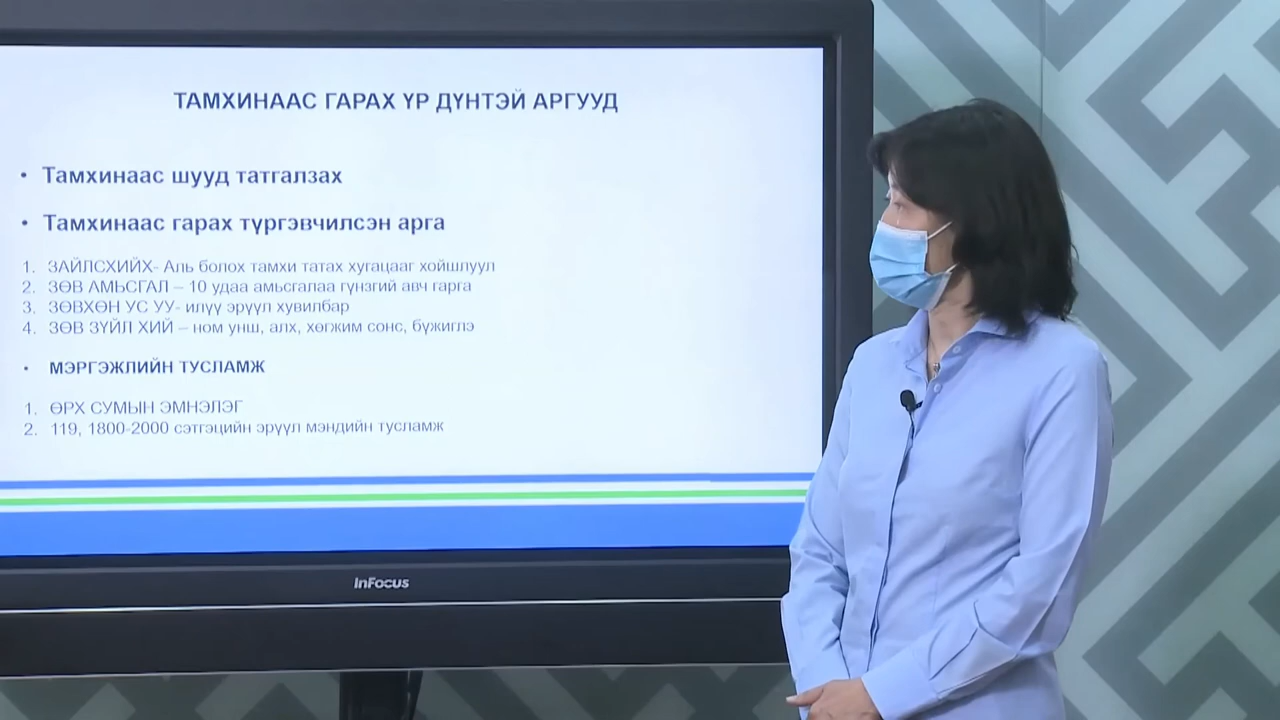 ТАМХИНААС ГАРАХ ҮР ДҮНТЭЙ АРГУУД
• Тамхинаас шууд татгалзах
• Тамхинаас гарах түргэвчилсэн арга
1. ЗАЙЛСХИЙХ- Аль болох тамхи татах хугацааг хойшлуул
2. ЗӨВ АМЬСГАЛ – 10 удаа амьсгалаа гүнзгий авч гарга
3. ЗӨВХӨН УС УУ- илүү эрүүл хувилбар
4. ЗӨВ ЗҮЙЛ ХИЙ – ном унш, алх, хөгжим сонс, бүжиглэ
• МЭРГЭЖЛИЙН ТУСЛАМЖ
1. ӨРХ СУМЫН ЭМНЭЛЭГ
2. 119, 1800-2000 сэтгэцийн эрүүл мэндийн тусламж
InFocus